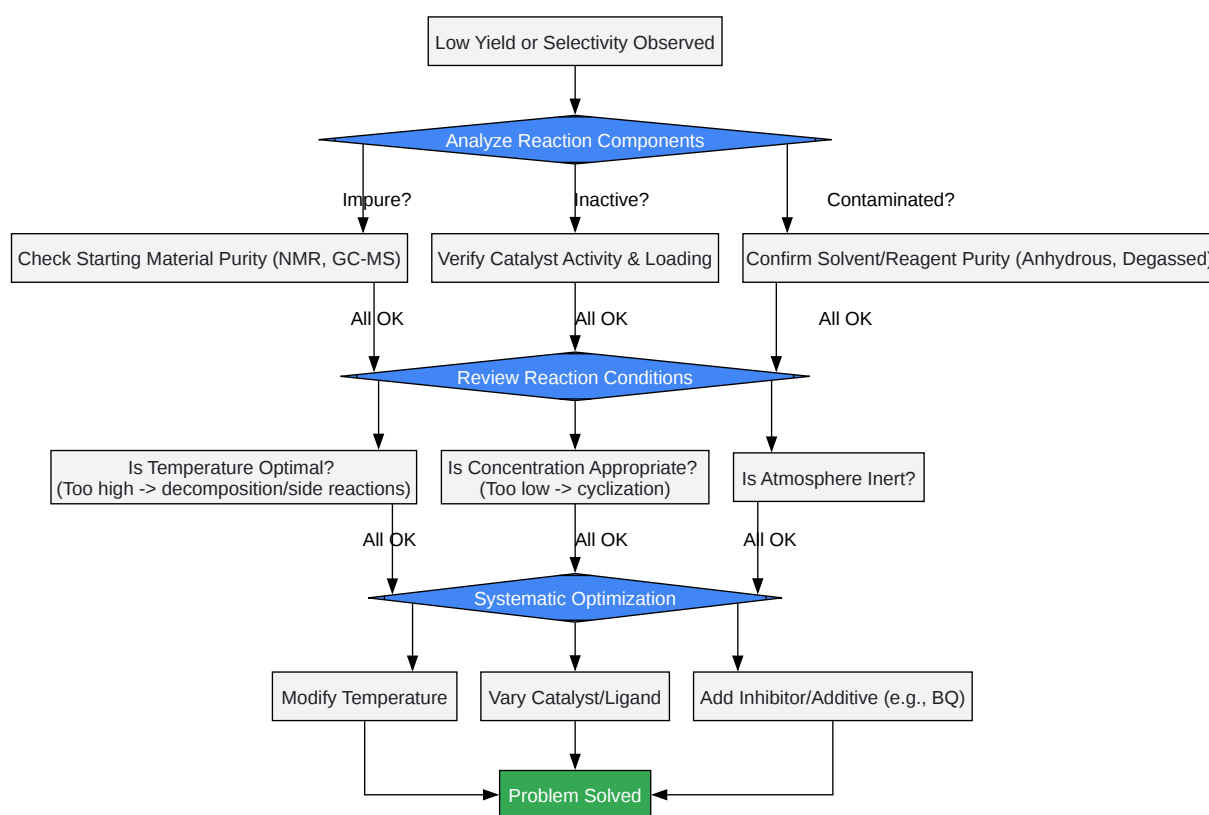 Low Yield or Selectivity Observed
Analyze Reaction Components
Impure?
Inactive?
Contaminated?
Check Starting Material Purity (NMR, GC-MS)
Verify Catalyst Activity & Loading
Confirm Solvent/Reagent Purity (Anhydrous, Degassed)
All OK
All OK
All OK
Review Reaction Conditions
Is Temperature Optimal?
(Too high -> decomposition/side reactions)
Is Concentration Appropriate?
(Too low -> cyclization)
Is Atmosphere Inert?
All OK
All OK
All OK
Systematic Optimization
Modify Temperature
Vary Catalyst/Ligand
Add Inhibitor/Additive (e.g., BQ)
Problem Solved